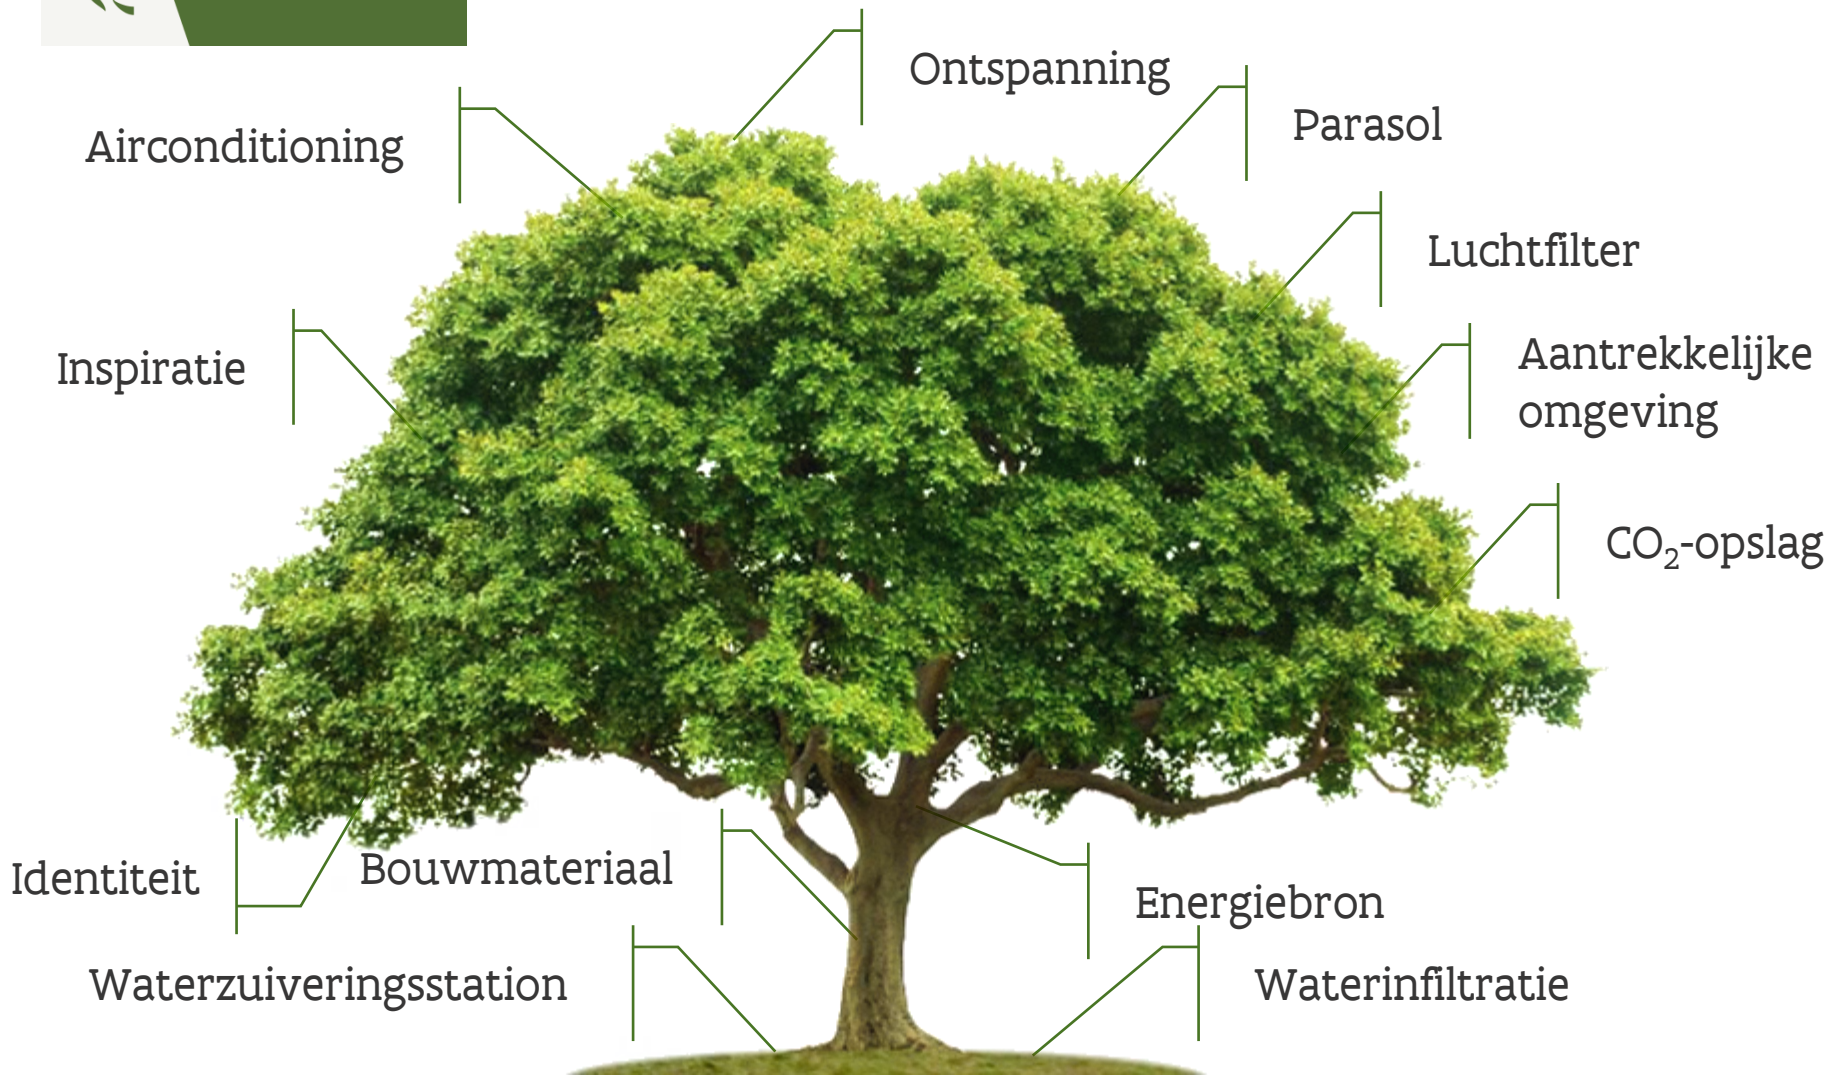 Ontspanning
Airconditioning
Parasol
Luchtfilter
Inspiratie
Aantrekkelijke
omgeving
CO₂-opslag
Identiteit
Bouwmateriaal
Energiebron
Waterzuiveringsstation
Waterinfiltratie